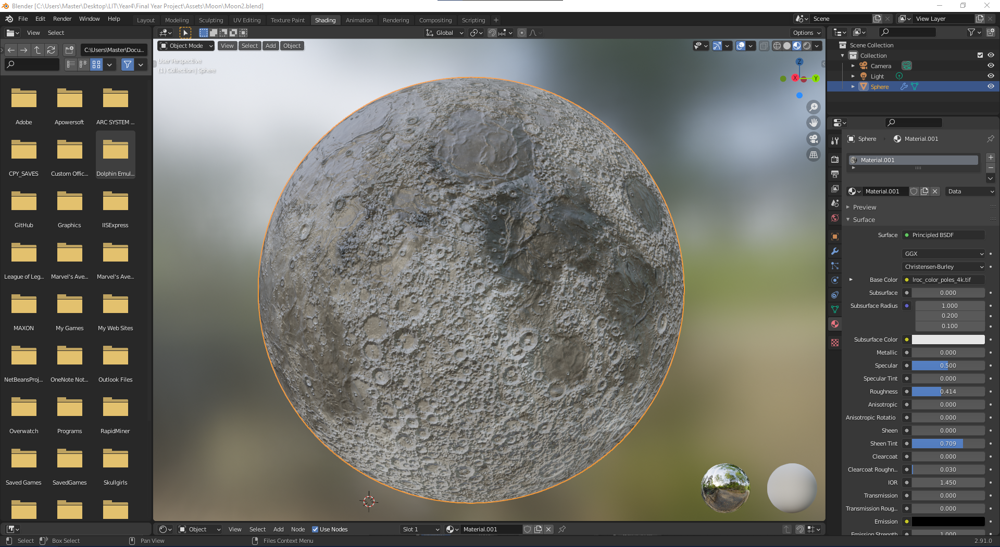 Blender [C:\Users\Master\Desktop\LIT\Year4\Final Year Project\Assets\Moon\Moon2.blend]
File Edit Render Window Help Layout Modeling Sculpting UV Editing Texture Paint Shading Animation Rendering Compositing Scripting + Scene View Layer
View Select Global Options
C:\Users\Master\Docu... Object Mode View Select Add Object
User Perspective
(1) Collection | Sphere
Z
X
Y
Adobe Apowersoft ARC SYSTEM ...
CPY_SAVES Custom Offic... Dolphin Emul...
GitHub Graphics IISExpress
League of Leg... Marvel's Ave... Marvel's Ave...
MAXON My Games My Web Sites
NetBeansProj... OneNote Not... Outlook Files
Overwatch Programs RapidMiner
Saved Games SavedGames Skullgirls
Scene Collection
Collection
Camera
Light
Sphere
Sphere Material.001
Material.001
Material.001 Data
Preview
Surface
Surface Principled BSDF
GGX
Christensen-Burley
Base Color lroc_color_poles_4k.tif
Subsurface 0.000
Subsurface Radius 1.000
0.200
0.100
Subsurface Color
Metallic 0.000
Specular 0.500
Specular Tint 0.000
Roughness 0.414
Anisotropic 0.000
Anisotropic Rotatio 0.000
Sheen 0.000
Sheen Tint 0.709
Clearcoat 0.000
Clearcoat Roughn... 0.030
IOR 1.450
Transmission 0.000
Transmission Roug... 0.000
Emission
Emission Strength 1.000
Object View Select Add Node Use Nodes Slot 1 Material.001
Select Box Select Pan View Files Context Menu 2.91.0